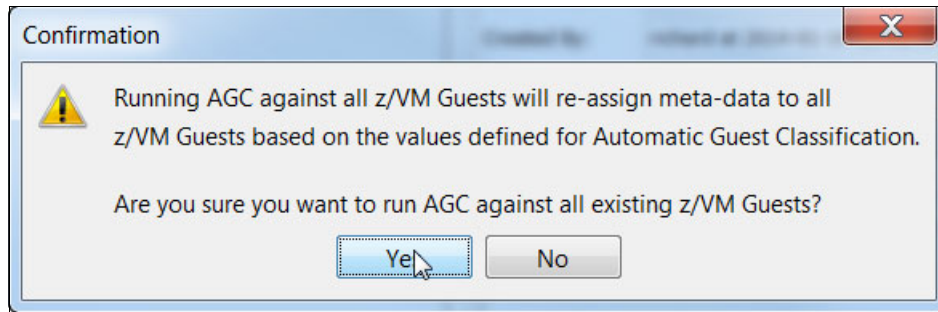 Confirmation
Running AGC against all z/VM Guests will re-assign meta-data to all
z/VM Guests based on the values defined for Automatic Guest Classification.
Are you sure you want to run AGC against all existing z/VM Guests?
Yes No